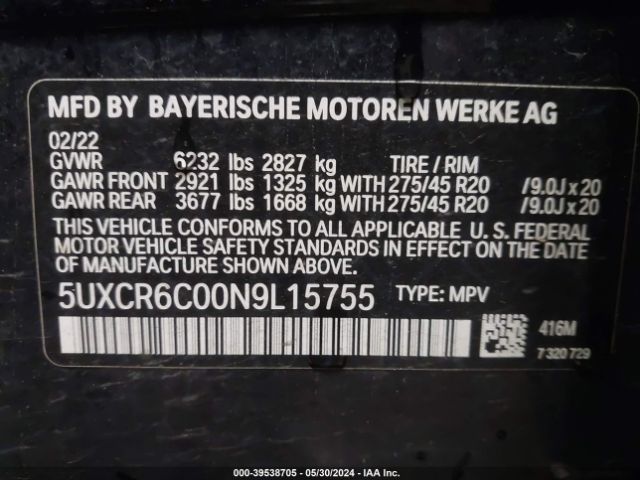 MFD BY BAYERISCHE MOTOREN WERKE AG
02/22
GVWR 6232 lbs 2827 kg TIRE / RIM
GAWR FRONT 2921 lbs 1325 kg WITH 275/45 R20 /9.0J x 20
GAWR REAR 3677 lbs 1668 kg WITH 275/45 R20 /9.0J x 20
THIS VEHICLE CONFORMS TO ALL APPLICABLE U. S. FEDERAL
MOTOR VEHICLE SAFETY STANDARDS IN EFFECT ON THE DATE
OF MANUFACTURE SHOWN ABOVE.
5UXCR6C00N9L15755 TYPE: MPV
416M
7 320 729
000-39538705 - 05/30/2024 - IAA Inc.